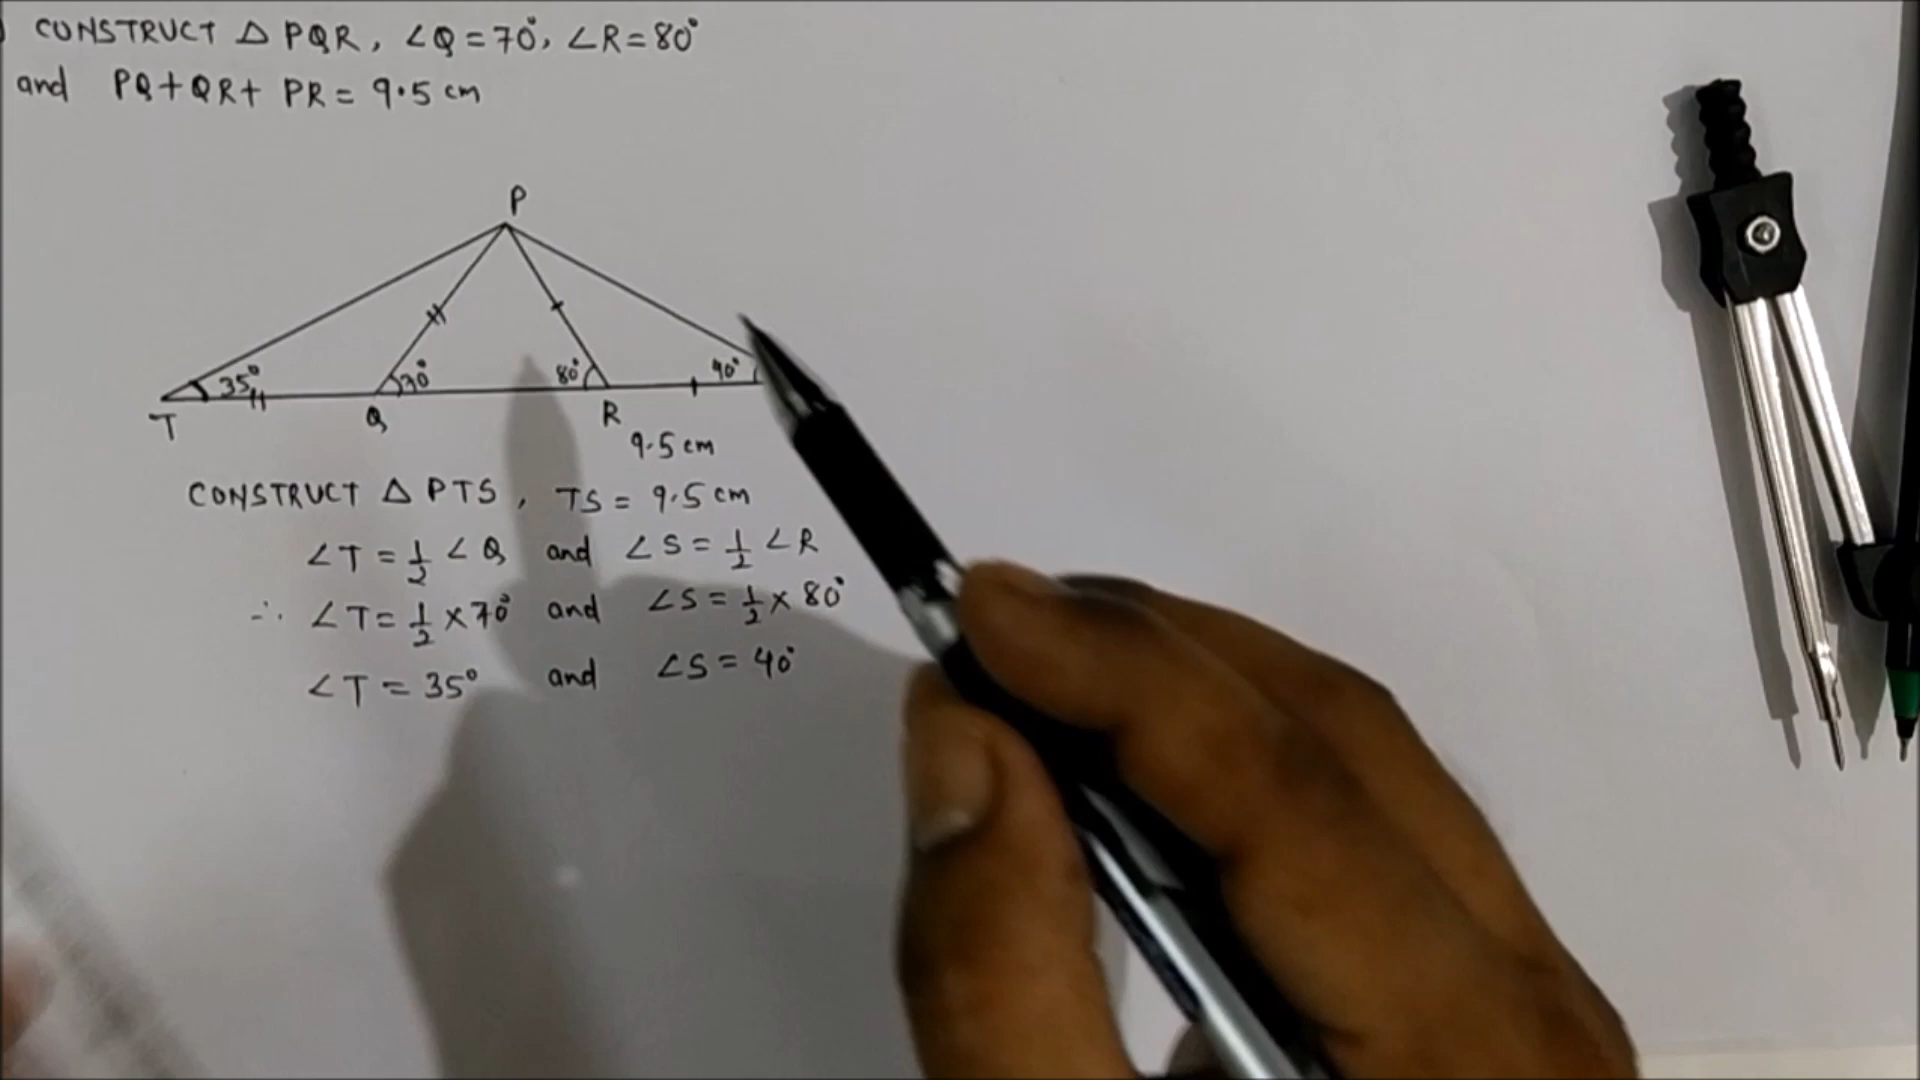 CONSTRUCT △ PQR, ∠Q = 70°, ∠R = 80°
and PQ + QR + PR = 9.5 cm
P
35°
70°
80°
40°
T
Q
R
9.5 cm
CONSTRUCT △ PTS, TS = 9.5 cm
∠T = 1/2 ∠Q and ∠S = 1/2 ∠R
∴ ∠T = 1/2 × 70° and ∠S = 1/2 × 80°
∠T = 35° and ∠S = 40°